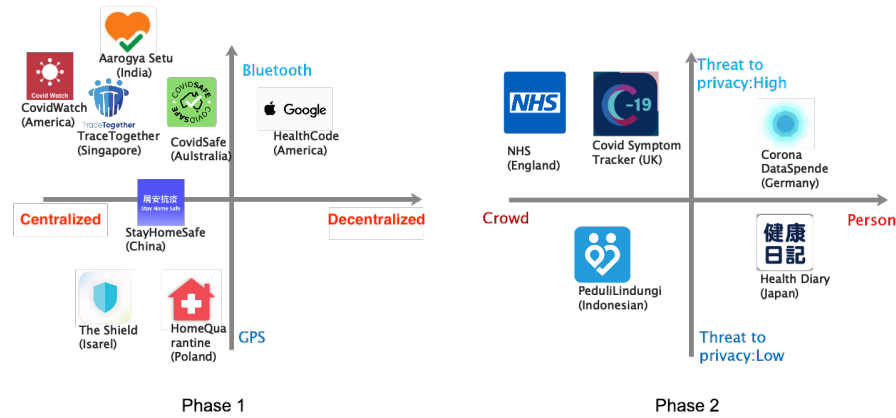 Aarogya Setu
(India)
Covid Watch
CovidWatch
(America)
TraceTogether
TraceTogether
(Singapore)
COVIDSAFE
COVIDSAFE
CovidSafe
(Aulstralia)
Bluetooth
Google
HealthCode
(America)
Centralized
居安抗疫
Stay Home Safe
StayHomeSafe
(China)
Decentralized
The Shield
(Isarel)
HomeQua
rantine
(Poland)
GPS
Phase 1
Threat to
privacy:High
NHS
NHS
(England)
C-19
Covid Symptom
Tracker (UK)
Corona
DataSpende
(Germany)
Crowd
Person
PeduliLindungi
(Indonesian)
健康
日記
Health Diary
(Japan)
Threat to
privacy:Low
Phase 2